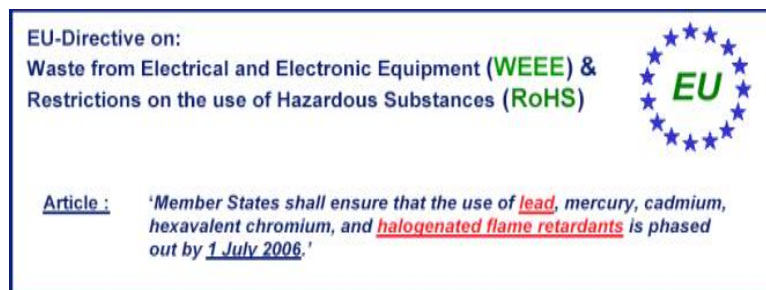 EU-Directive on:
Waste from Electrical and Electronic Equipment (WEEE) &
Restrictions on the use of Hazardous Substances (RoHS)
EU
Article : 'Member States shall ensure that the use of lead, mercury, cadmium,
hexavalent chromium, and halogenated flame retardants is phased
out by 1 July 2006.'